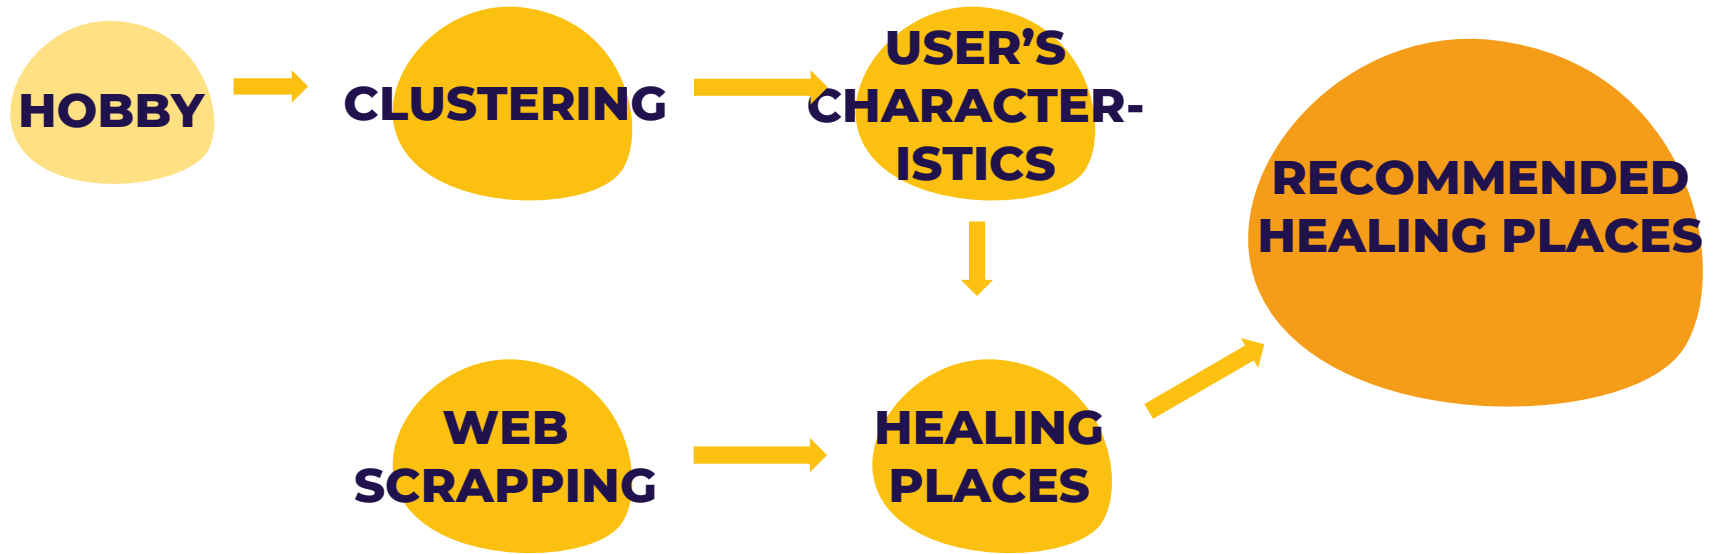 HOBBY
CLUSTERING
USER’S
CHARACTER-
ISTICS
RECOMMENDED
HEALING PLACES
WEB
SCRAPPING
HEALING
PLACES